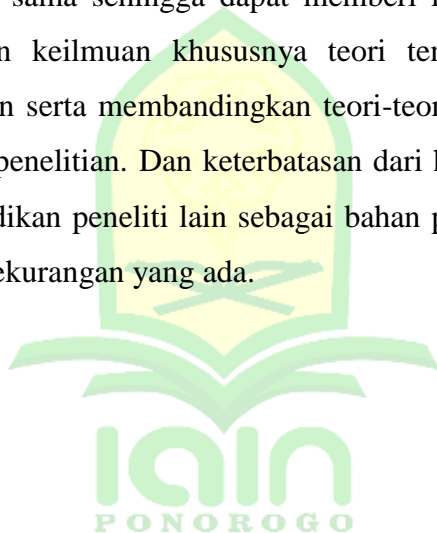 sama sehingga dapat memberi
n keilmuan khususnya teori
n serta membandingkan teori-teor
penelitian. Dan keterbatasan dari
dikan peneliti lain sebagai bahan
ekurangan yang ada.
iain
PONOROGO